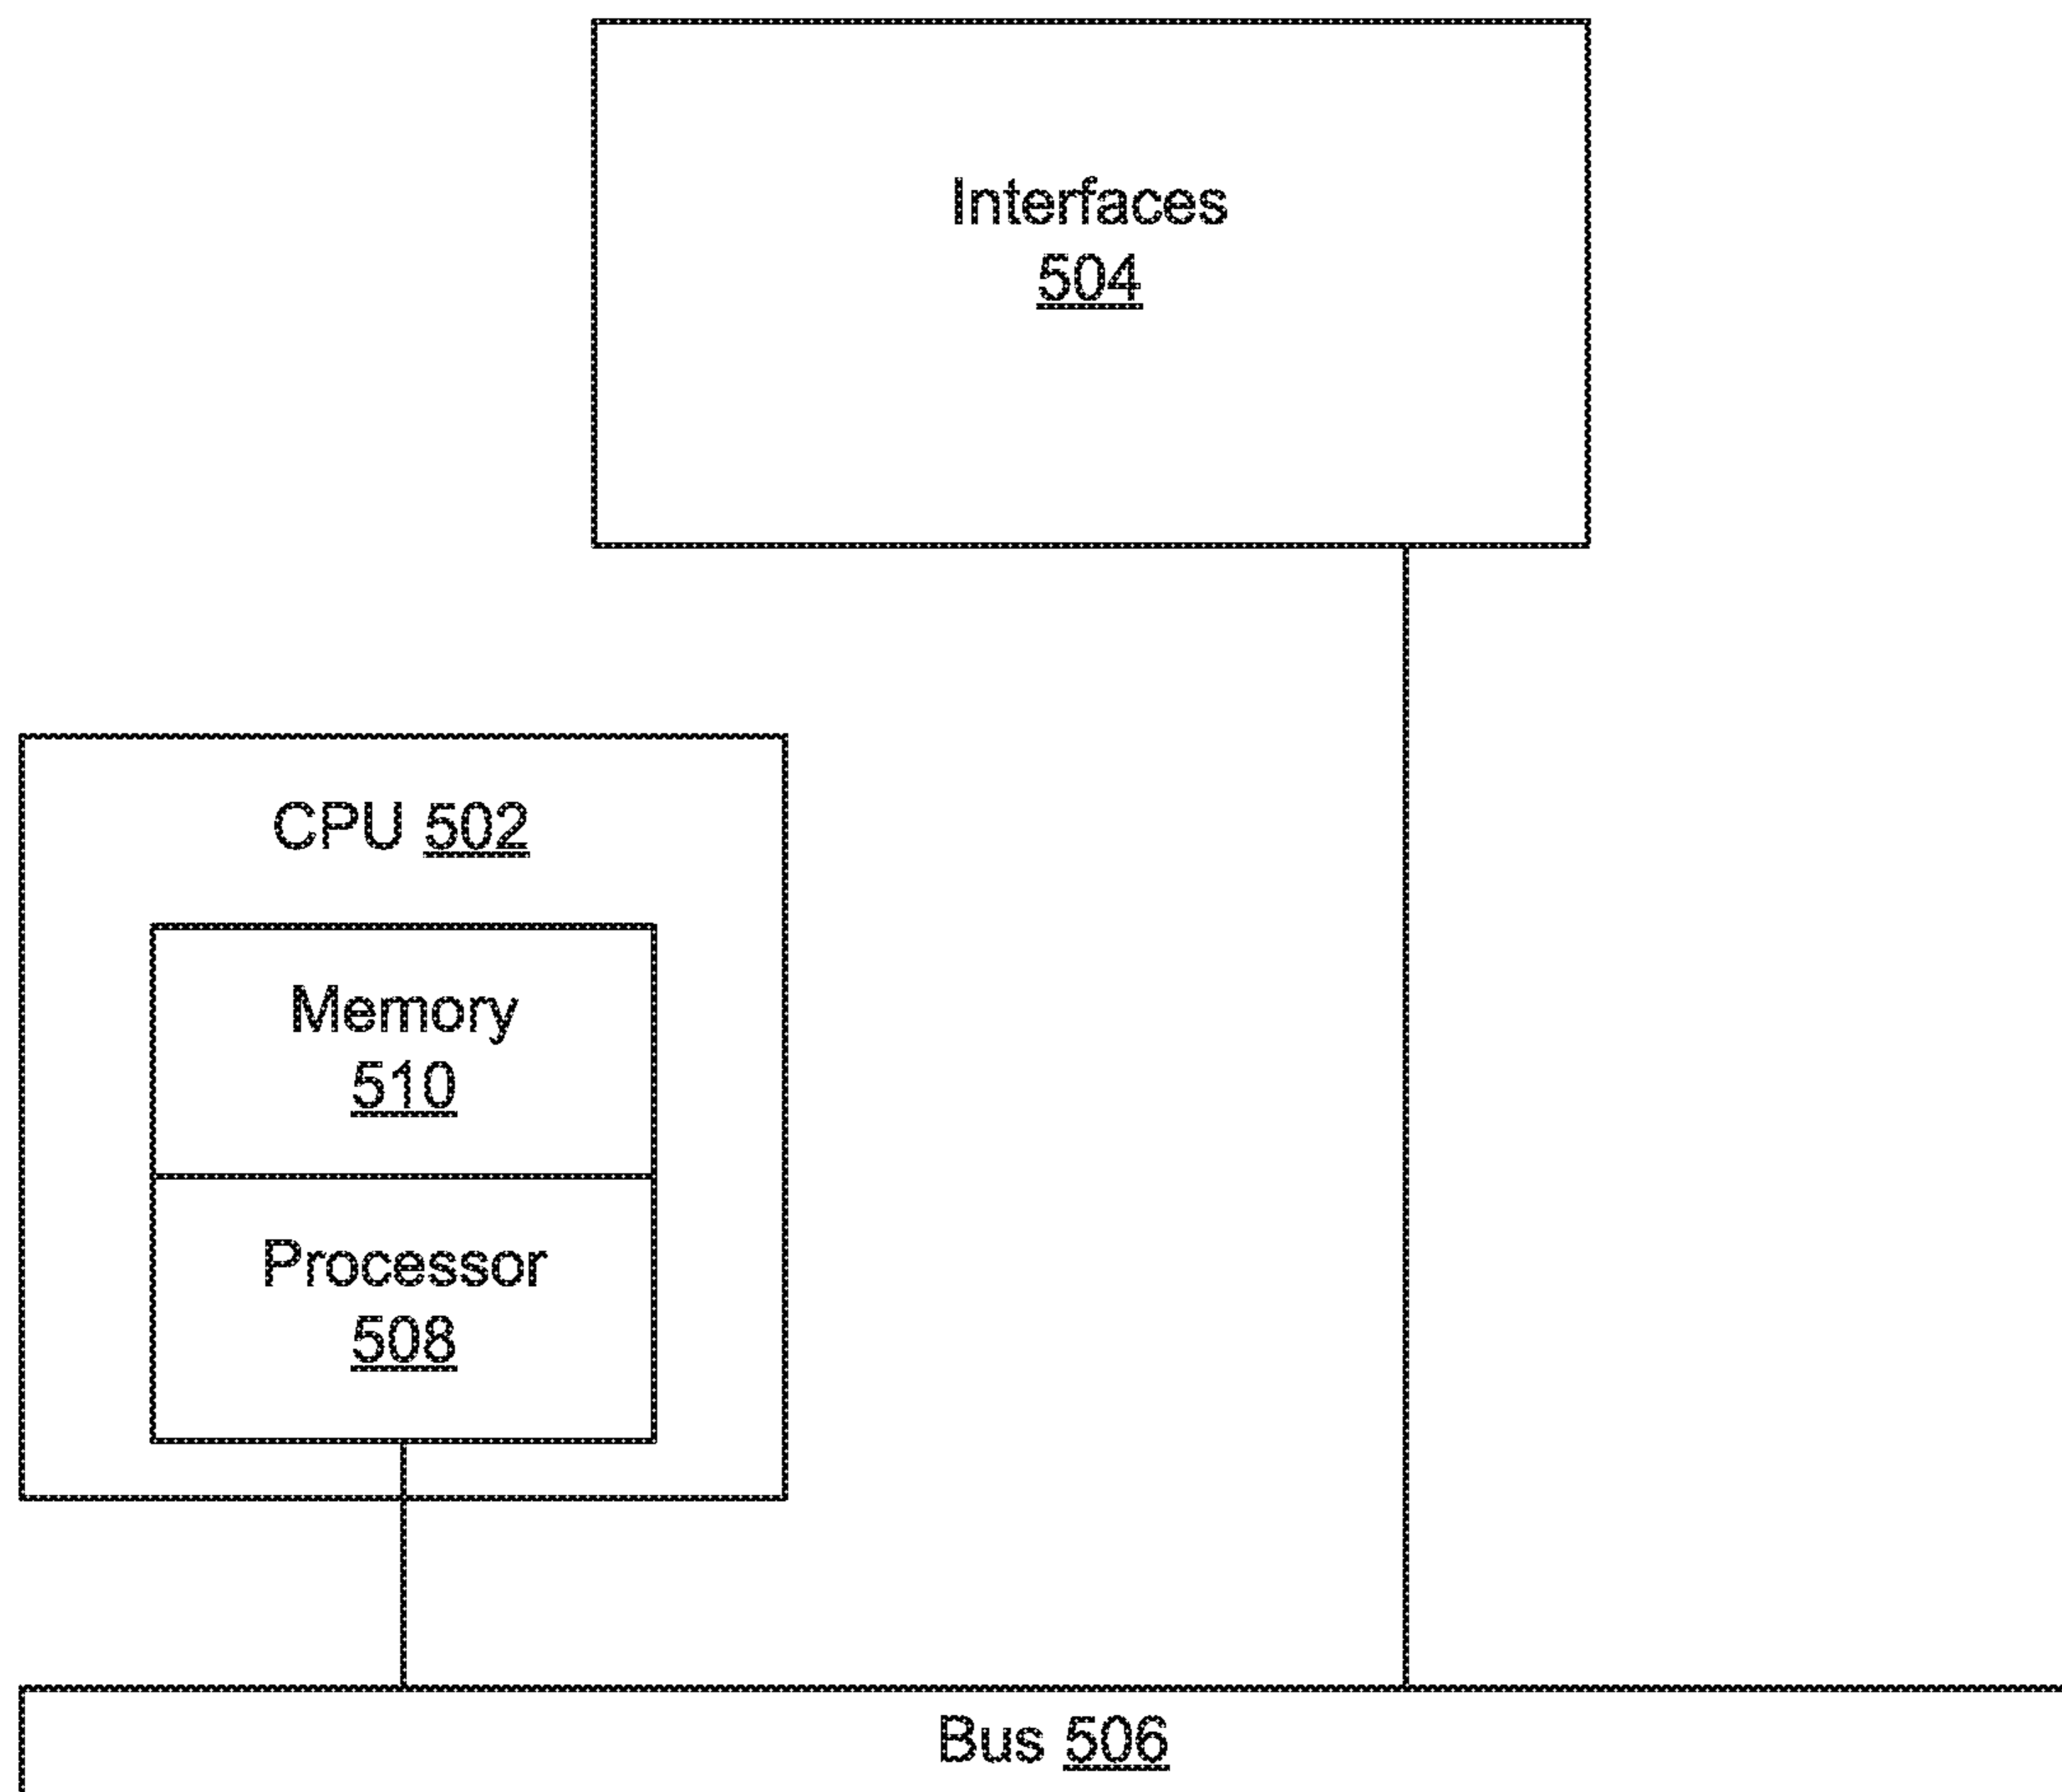 Interfaces
504
CPU 502
Memory
510
Processor
508
Bus 506